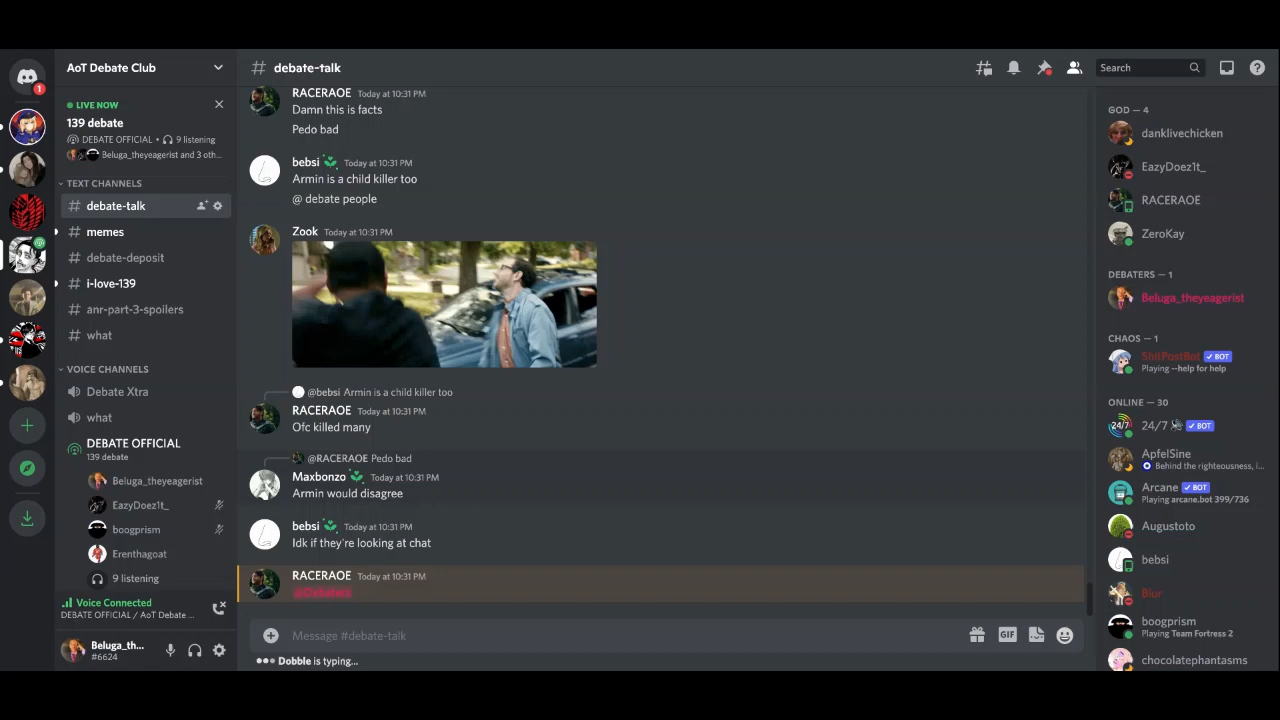 1
AoT Debate Club
LIVE NOW
139 debate
DEBATE OFFICIAL • 9 listening
Beluga_theyeagerist and 3 oth...
TEXT CHANNELS
debate-talk
memes
debate-deposit
i-love-139
anr-part-3-spoilers
what
VOICE CHANNELS
Debate Xtra
what
DEBATE OFFICIAL
139 debate
Beluga_theyeagerist
EazyDoez1t_
boogprism
Erenthagoat
9 listening
Voice Connected
DEBATE OFFICIAL / AoT Debate ...
Beluga_th...
#6624
# debate-talk
Search
RACERAOE Today at 10:31 PM
Damn this is facts
Pedo bad
bebsi Today at 10:31 PM
Armin is a child killer too
@ debate people
Zook Today at 10:31 PM
@bebsi Armin is a child killer too
RACERAOE Today at 10:31 PM
Ofc killed many
@RACERAOE Pedo bad
Maxbonzo Today at 10:31 PM
Armin would disagree
bebsi Today at 10:31 PM
Idk if they're looking at chat
RACERAOE Today at 10:31 PM
@Debaters
Message #debate-talk
GIF
Dobble is typing...
GOD — 4
danklivechicken
EazyDoez1t_
RACERAOE
ZeroKay
DEBATERS — 1
Beluga_theyeagerist
CHAOS — 1
ShitPostBot BOT
Playing --help for help
ONLINE — 30
24/7 BOT
24/7
ApfelSine
Behind the righteousness, i...
Arcane BOT
Playing arcane.bot 399/736
Augustoto
bebsi
Blur
boogprism
Playing Team Fortress 2
chocolatephantasms